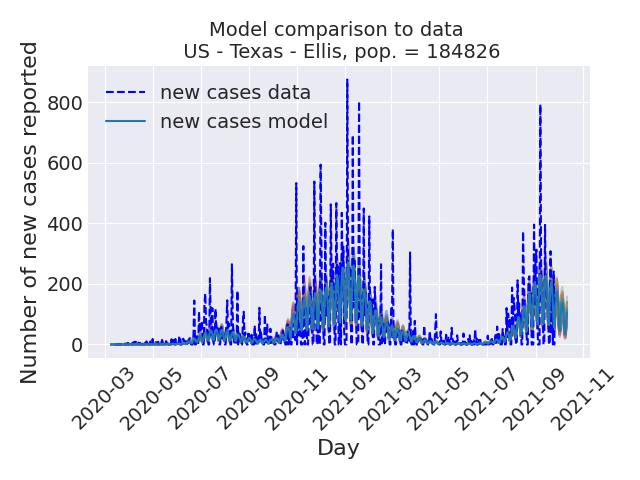 Model comparison to data
US - Texas - Ellis, pop. = 184826
Number of new cases reported
800
600
400
200
0
new cases data
new cases model
2020-03
2020-05
2020-07
2020-09
2020-11
2021-01
2021-03
2021-05
2021-07
2021-09
2021-11
Day